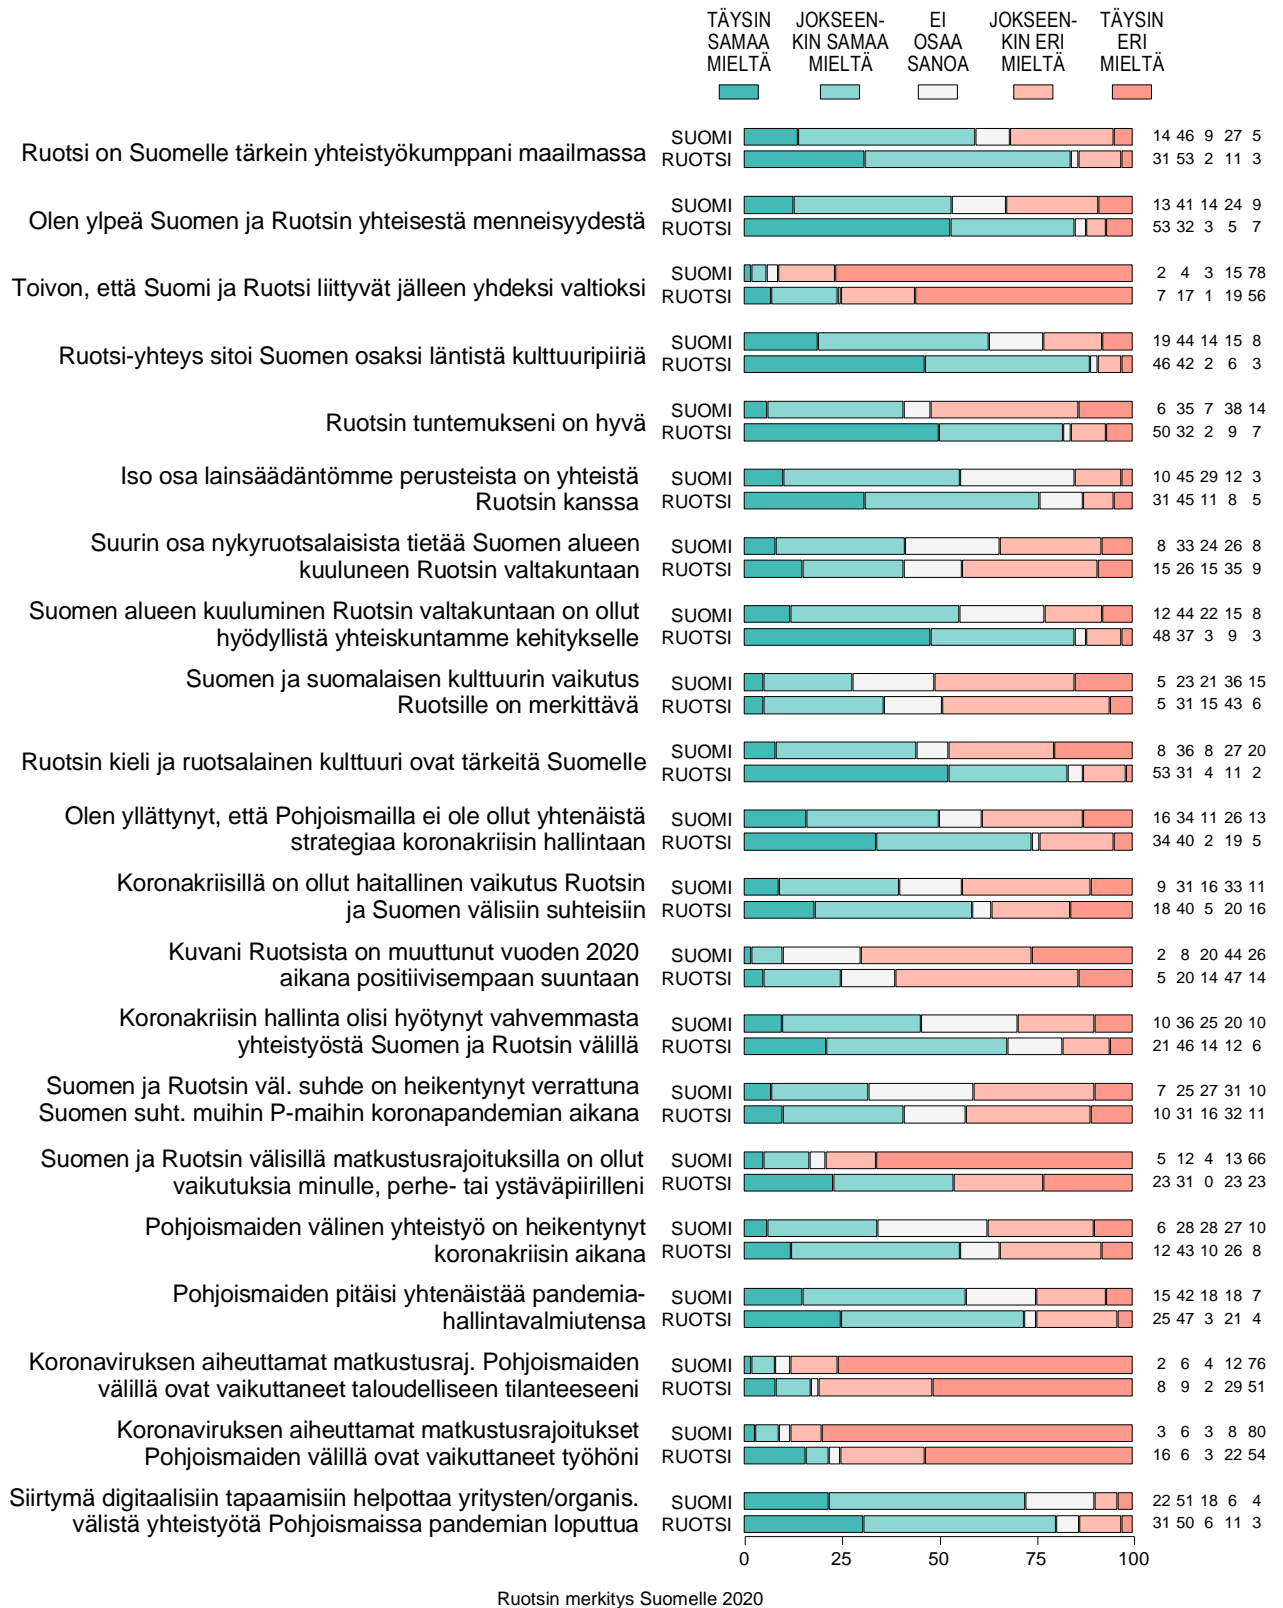 TÄYSIN JOKSEEN- EI JOKSEEN- TÄYSIN
SAMAA KIN SAMAA OSAA KIN ERI ERI
MIELTÄ MIELTÄ SANOA MIELTÄ MIELTÄ
Ruotsi on Suomelle tärkein yhteistyökumppani maailmassa
SUOMI 14 46 9 27 5
RUOTSI 31 53 2 11 3
Olen ylpeä Suomen ja Ruotsin yhteisestä menneisyydestä
SUOMI 13 41 14 24 9
RUOTSI 53 32 3 5 7
Toivon, että Suomi ja Ruotsi liittyvät jälleen yhdeksi valtioksi
SUOMI 2 4 3 15 78
RUOTSI 7 17 1 19 56
Ruotsi-yhteys sitoi Suomen osaksi läntistä kulttuuripiiriä
SUOMI 19 44 14 15 8
RUOTSI 46 42 2 6 3
Ruotsin tuntemukseni on hyvä
SUOMI 6 35 7 38 14
RUOTSI 50 32 2 9 7
Iso osa lainsäädäntömme perusteista on yhteistä
Ruotsin kanssa
SUOMI 10 45 29 12 3
RUOTSI 31 45 11 8 5
Suurin osa nykyruotsalaisista tietää Suomen alueen
kuuluneen Ruotsin valtakuntaan
SUOMI 8 33 24 26 8
RUOTSI 15 26 15 35 9
Suomen alueen kuuluminen Ruotsin valtakuntaan on ollut
hyödyllistä yhteiskuntamme kehitykselle
SUOMI 12 44 22 15 8
RUOTSI 48 37 3 9 3
Suomen ja suomalaisen kulttuurin vaikutus
Ruotsille on merkittävä
SUOMI 5 23 21 36 15
RUOTSI 5 31 15 43 6
Ruotsin kieli ja ruotsalainen kulttuuri ovat tärkeitä Suomelle
SUOMI 8 36 8 27 20
RUOTSI 53 31 4 11 2
Olen yllättynyt, että Pohjoismailla ei ole ollut yhtenäistä
strategiaa koronakriisin hallintaan
SUOMI 16 34 11 26 13
RUOTSI 34 40 2 19 5
Koronakriisillä on ollut haitallinen vaikutus Ruotsin
ja Suomen välisiin suhteisiin
SUOMI 9 31 16 33 11
RUOTSI 18 40 5 20 16
Kuvani Ruotsista on muuttunut vuoden 2020
aikana positiivisempaan suuntaan
SUOMI 2 8 20 44 26
RUOTSI 5 20 14 47 14
Koronakriisin hallinta olisi hyötynyt vahvemmasta
yhteistyöstä Suomen ja Ruotsin välillä
SUOMI 10 36 25 20 10
RUOTSI 21 46 14 12 6
Suomen ja Ruotsin väl. suhde on heikentynyt verrattuna
Suomen suht. muihin P-maihin koronapandemian aikana
SUOMI 7 25 27 31 10
RUOTSI 10 31 16 32 11
Suomen ja Ruotsin välisillä matkustusrajoituksilla on ollut
vaikutuksia minulle, perhe- tai ystäväpiirilleni
SUOMI 5 12 4 13 66
RUOTSI 23 31 0 23 23
Pohjoismaiden välinen yhteistyö on heikentynyt
koronakriisin aikana
SUOMI 6 28 28 27 10
RUOTSI 12 43 10 26 8
Pohjoismaiden pitäisi yhtenäistää pandemia-
hallintavalmiutensa
SUOMI 15 42 18 18 7
RUOTSI 25 47 3 21 4
Koronaviruksen aiheuttamat matkustusraj. Pohjoismaiden
välillä ovat vaikuttaneet taloudelliseen tilanteeseeni
SUOMI 2 6 4 12 76
RUOTSI 8 9 2 29 51
Koronaviruksen aiheuttamat matkustusrajoitukset
Pohjoismaiden välillä ovat vaikuttaneet työhöni
SUOMI 3 6 3 8 80
RUOTSI 16 6 3 22 54
Siirtymä digitaalisiin tapaamisiin helpottaa yritysten/organis.
välistä yhteistyötä Pohjoismaissa pandemian loputtua
SUOMI 22 51 18 6 4
RUOTSI 31 50 6 11 3
0 25 50 75 100
Ruotsin merkitys Suomelle 2020